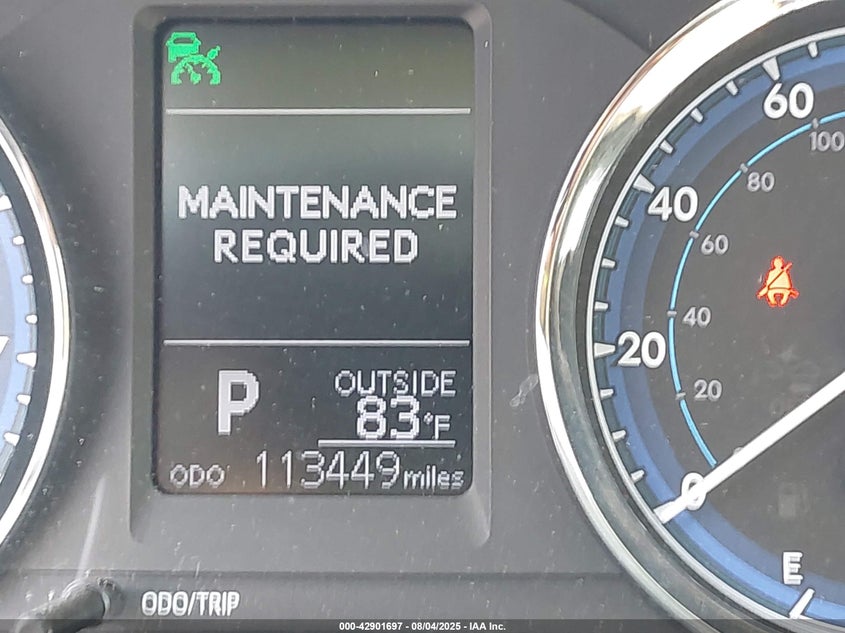 MAINTENANCE
REQUIRED
P
OUTSIDE
83°F
ODO 113449 miles
ODO/TRIP
60
100
80
40
60
40
20
20
0
E
000-42901697 - 08/04/2025 - IAA Inc.